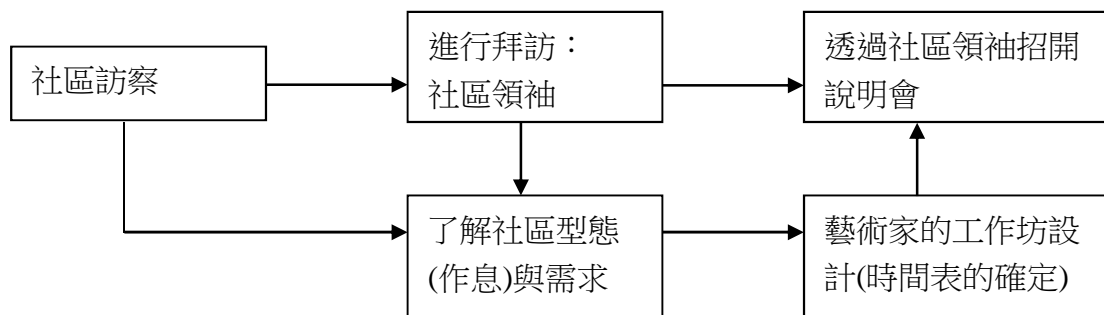 社區訪察
進行拜訪：
社區領袖
透過社區領袖招開
說明會
了解社區型態
(作息)與需求
藝術家的工作坊設
計(時間表的確定)